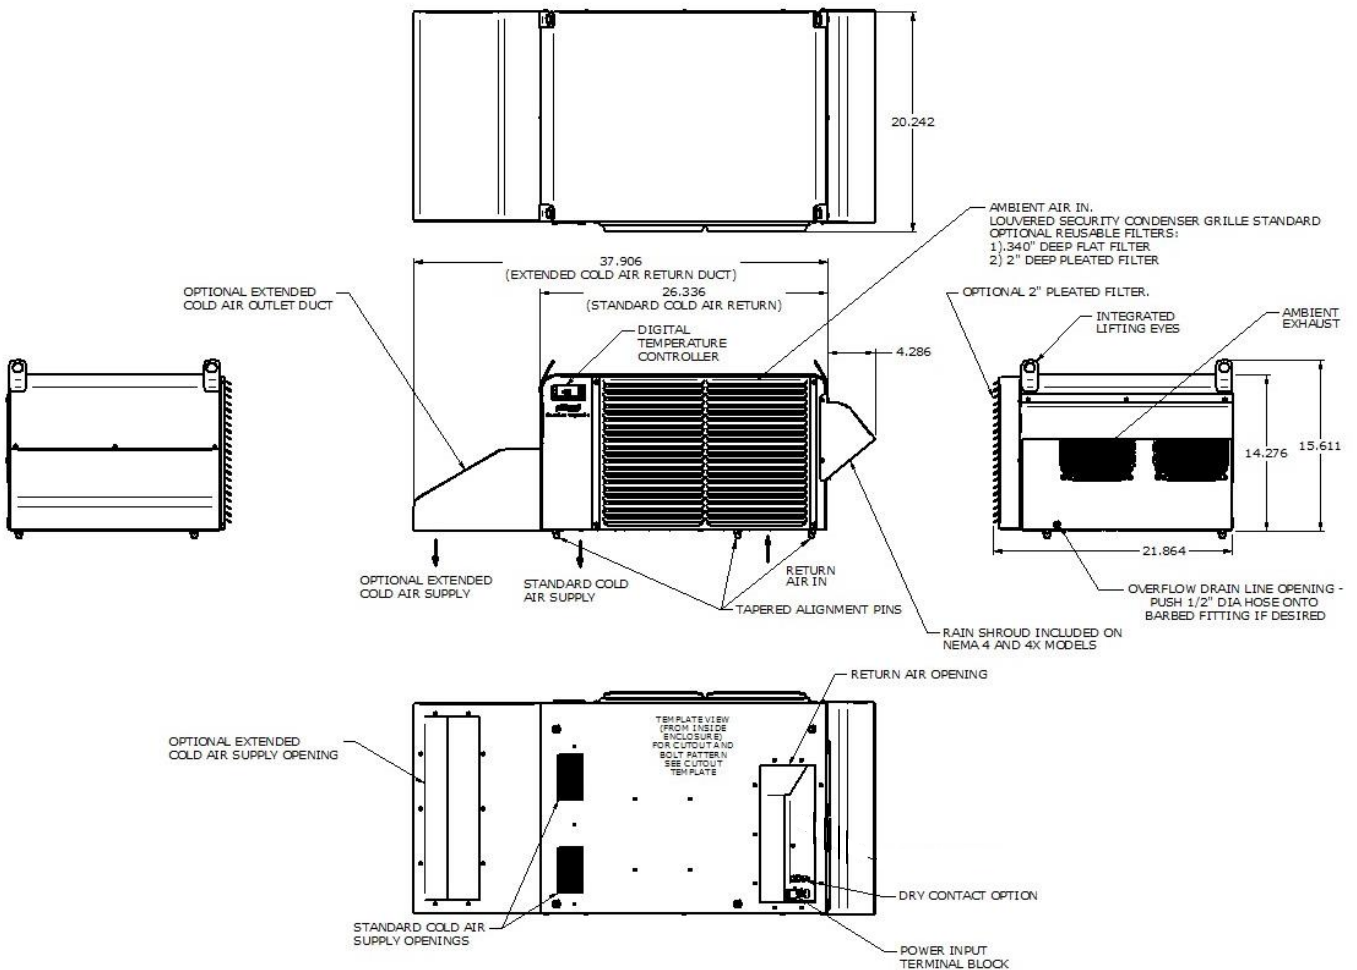 20.242
AMBIENT AIR IN.
LOUVERED SECURITY CONDENSER GRILLE STANDARD
OPTIONAL REUSABLE FILTERS:
1).340" DEEP FLAT FILTER
2) 2" DEEP PLEATED FILTER
37.906
(EXTENDED COLD AIR RETURN DUCT)
26.336
(STANDARD COLD AIR RETURN)
OPTIONAL EXTENDED
COLD AIR OUTLET DUCT
DIGITAL
TEMPERATURE
CONTROLLER
4.286
OPTIONAL 2" PLEATED FILTER.
INTEGRATED
LIFTING EYES
AMBIENT
EXHAUST
14.276
15.611
21.864
OPTIONAL EXTENDED
COLD AIR SUPPLY
STANDARD COLD
AIR SUPPLY
RETURN
AIR IN
TAPERED ALIGNMENT PINS
OVERFLOW DRAIN LINE OPENING -
PUSH 1/2" DIA HOSE ONTO
BARBED FITTING IF DESIRED
RAIN SHROUD INCLUDED ON
NEMA 4 AND 4X MODELS
RETURN AIR OPENING
TEMPLATE VIEW
(FROM INSIDE
ENCLOSURE)
FOR CUTOUT AND
BOLT PATTERN
SEE CUTOUT
TEMPLATE
OPTIONAL EXTENDED
COLD AIR SUPPLY OPENING
DRY CONTACT OPTION
STANDARD COLD AIR
SUPPLY OPENINGS
POWER INPUT
TERMINAL BLOCK